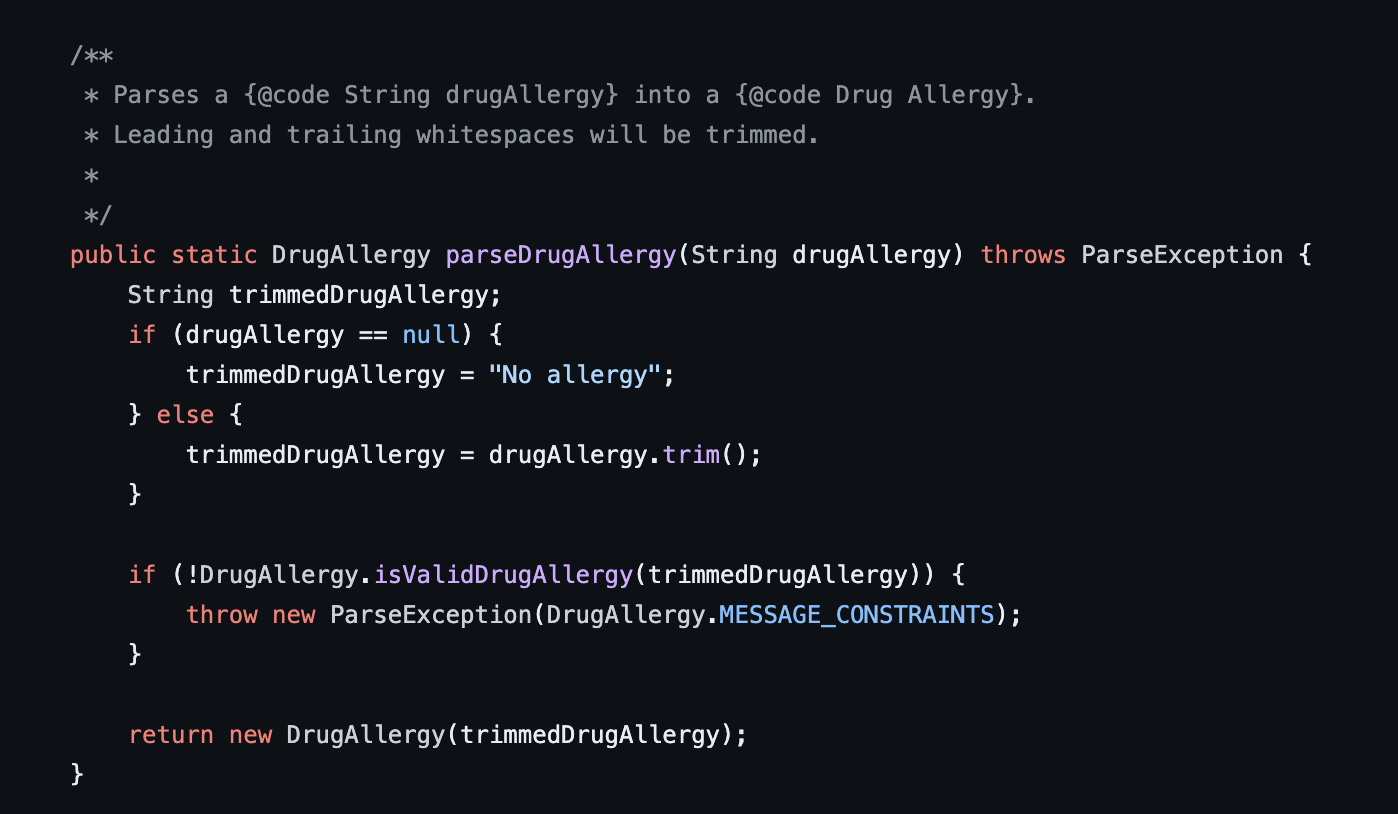 /**
 * Parses a {@code String drugAllergy} into a {@code Drug Allergy}.
 * Leading and trailing whitespaces will be trimmed.
 *
 */
public static DrugAllergy parseDrugAllergy(String drugAllergy) throws ParseException {
    String trimmedDrugAllergy;
    if (drugAllergy == null) {
        trimmedDrugAllergy = "No allergy";
    } else {
        trimmedDrugAllergy = drugAllergy.trim();
    }

    if (!DrugAllergy.isValidDrugAllergy(trimmedDrugAllergy)) {
        throw new ParseException(DrugAllergy.MESSAGE_CONSTRAINTS);
    }

    return new DrugAllergy(trimmedDrugAllergy);
}